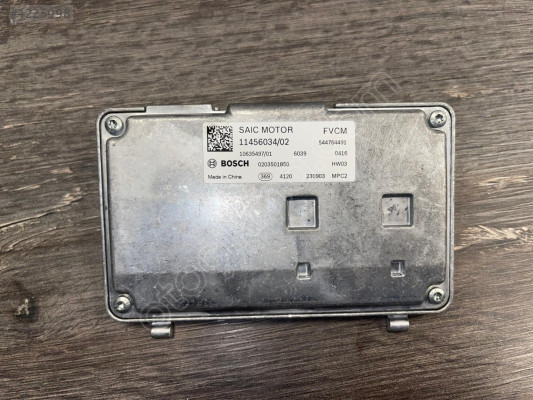 SAIC MOTOR FVCM
11456034/02 544764491
10635497/01 6039 0416
BOSCH 0203501850 HW03
Made in China 369 4120 231903 MPC2